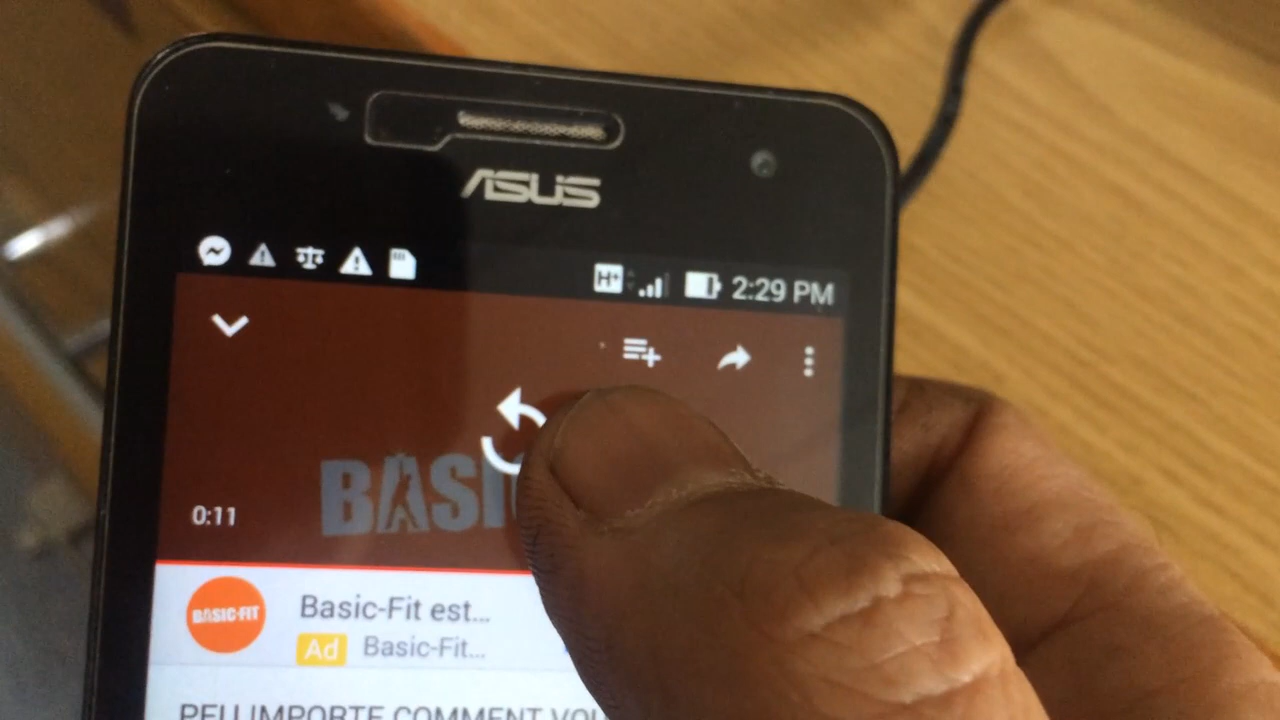 ASUS
H+ 2:29 PM
BASIC
0:11
BASIC-FIT
Basic-Fit est...
Ad Basic-Fit...
PEU IMPORTE COMMENT VOU